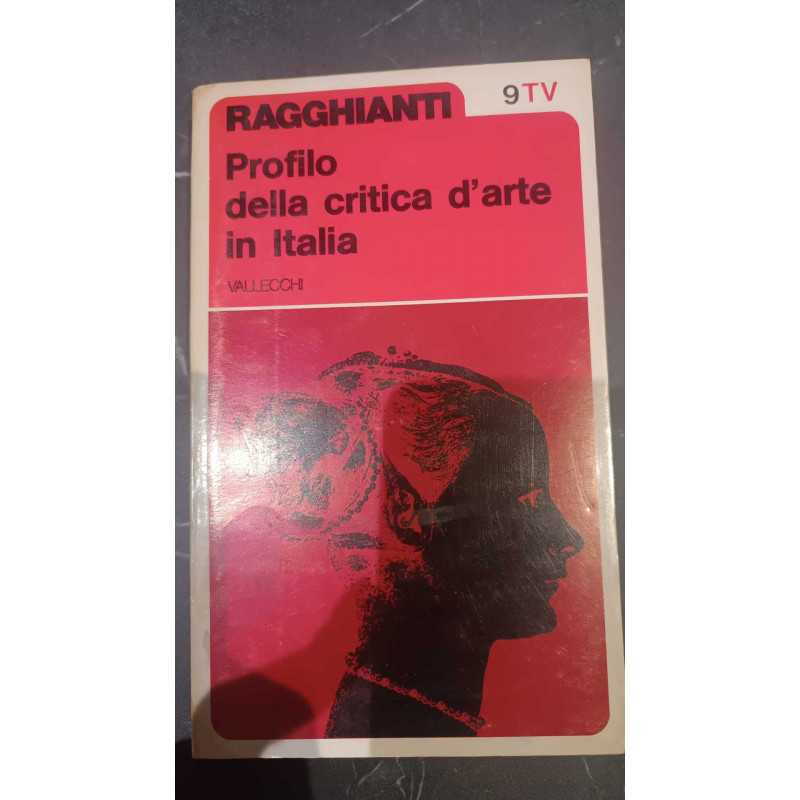 RAGGHIANTI
9TV
Profilo
della critica d'arte
in Italia
VALLECCHI